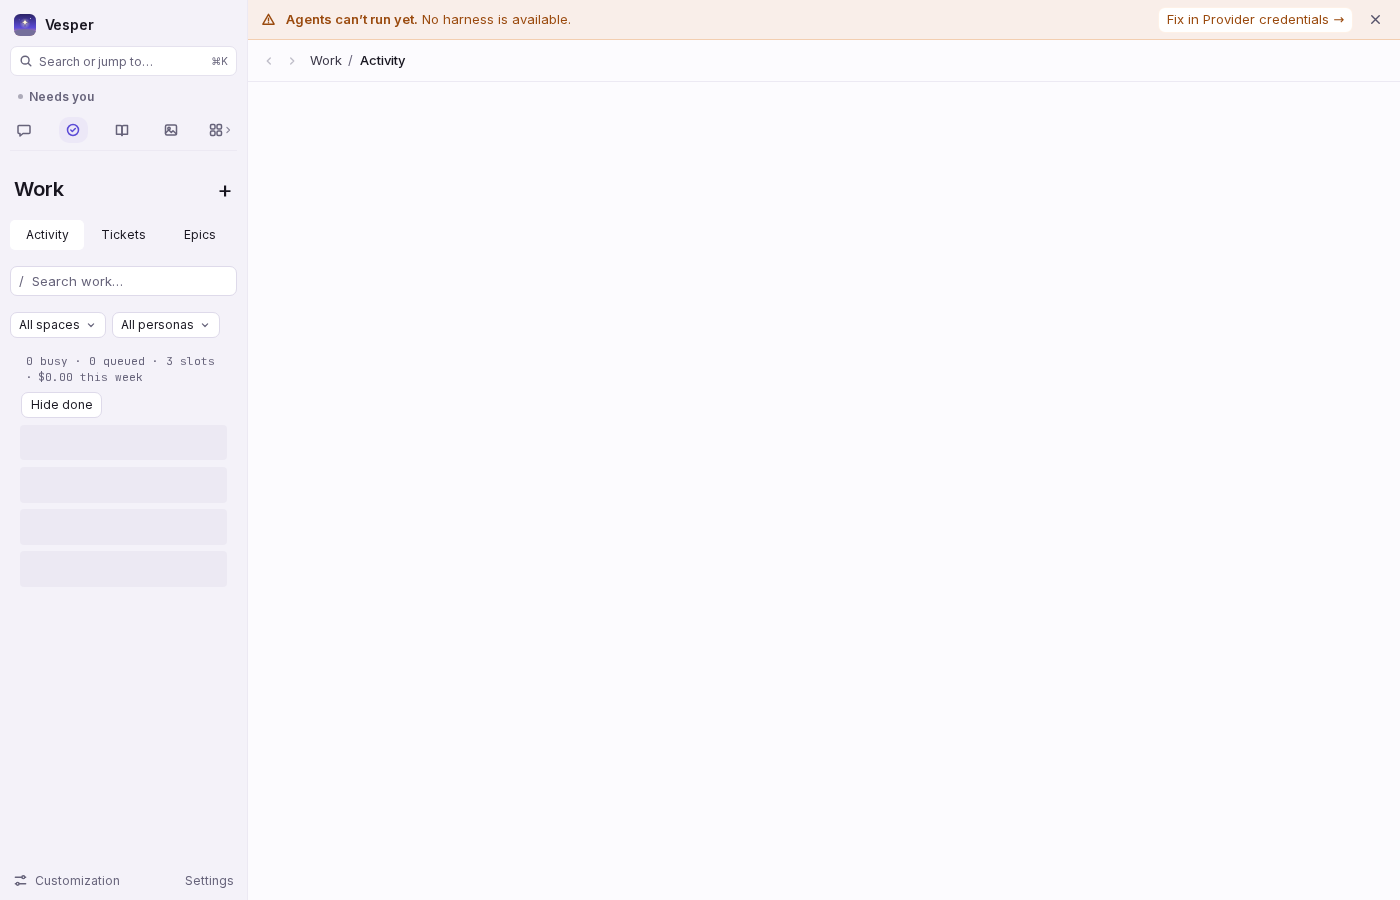 Vesper
Search or jump to… ⌘K
Needs you
Work +
Activity Tickets Epics
/ Search work…
All spaces All personas
0 busy · 0 queued · 3 slots
· $0.00 this week
Hide done
Customization Settings
Agents can’t run yet. No harness is available. Fix in Provider credentials →
Work / Activity